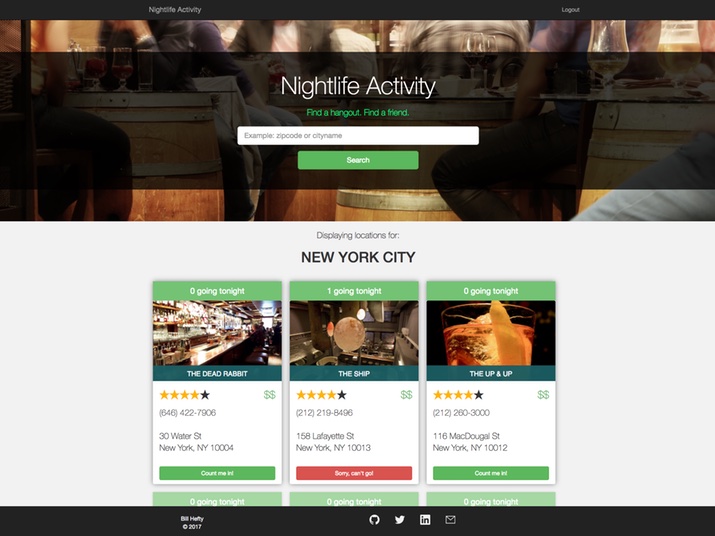 Nightlife Activity
Logout
Nightlife Activity
Find a hangout. Find a friend.
Example: zipcode or cityname
Search
Displaying locations for:
NEW YORK CITY
0 going tonight
1 going tonight
0 going tonight
THE DEAD RABBIT
THE SHIP
THE UP & UP
$$
$$
$$
(646) 422-7906
(212) 219-8496
(212) 260-3000
30 Water St
New York, NY 10004
158 Lafayette St
New York, NY 10013
116 MacDougal St
New York, NY 10012
Count me in!
Sorry, can't go!
Count me in!
0 going tonight
0 going tonight
0 going tonight
Bill Hefty
© 2017